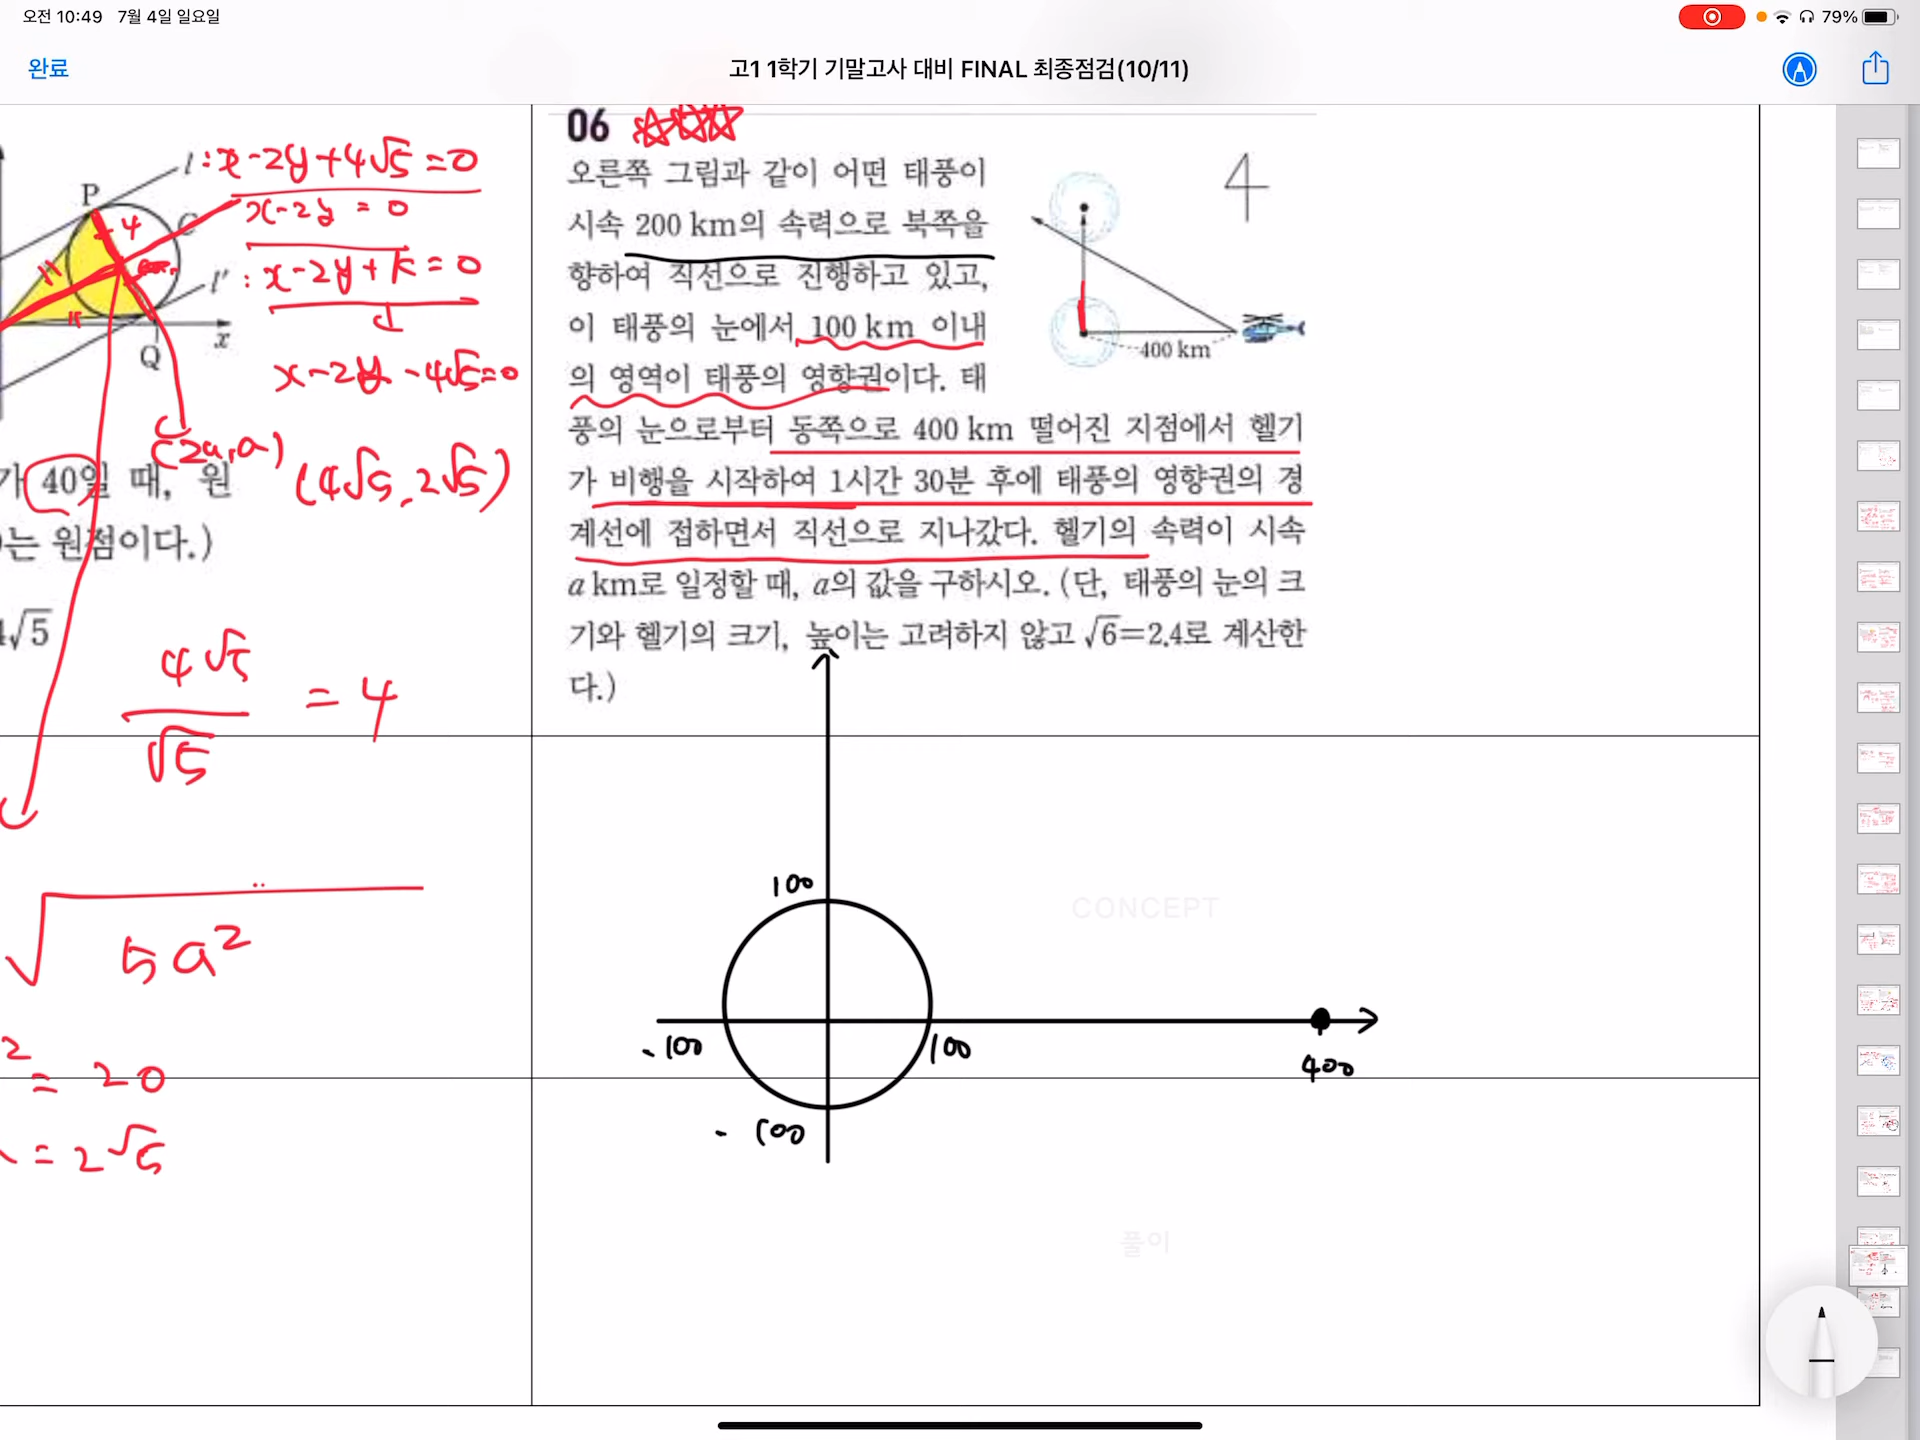 오전 10:49 7월 4일 일요일
79%
완료
고1 1학기 기말고사 대비 FINAL 최종점검(10/11)
l : x-2y+4√5=0
x-2y=0
l' : x-2y+k=0
x-2y-4√5=0
P
4
C
Q
x
(2a, a)
(4√5, 2√5)
가 40일 때, 원
는 원점이다.)
4√5
4√5
√5
= 4
√5a²
= 20
= 2√5
06
오른쪽 그림과 같이 어떤 태풍이
시속 200 km의 속력으로 북쪽을
향하여 직선으로 진행하고 있고,
이 태풍의 눈에서 100 km 이내
의 영역이 태풍의 영향권이다. 태
풍의 눈으로부터 동쪽으로 400 km 떨어진 지점에서 헬기
가 비행을 시작하여 1시간 30분 후에 태풍의 영향권의 경
계선에 접하면서 직선으로 지나갔다. 헬기의 속력이 시속
a km로 일정할 때, a의 값을 구하시오. (단, 태풍의 눈의 크
기와 헬기의 크기, 높이는 고려하지 않고 √6=2.4로 계산한
다.)
4
400 km
100
-100
100
400
-100
CONCEPT
풀이